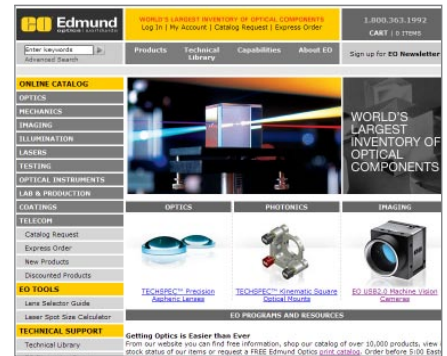 EO Edmund
optics | worldwide
WORLD'S LARGEST INVENTORY OF OPTICAL COMPONENTS
Log In | My Account | Catalog Request | Express Order
1.800.363.1992
CART | 0 ITEMS
Enter keywords
Advanced Search
Products
Technical Library
Capabilities
About EO
Sign up for EO Newsletter
ONLINE CATALOG
OPTICS
MECHANICS
IMAGING
ILLUMINATION
LASERS
TESTING
OPTICAL INSTRUMENTS
LAB & PRODUCTION
COATINGS
TELECOM
Catalog Request
Express Order
New Products
Discounted Products
EO TOOLS
Lens Selector Guide
Laser Spot Size Calculator
TECHNICAL SUPPORT
Technical Library
WORLD'S
LARGEST
INVENTORY OF
OPTICAL
COMPONENTS
OPTICS
PHOTONICS
IMAGING
TECHSPEC™ Precision
Aspheric Lenses
TECHSPEC™ Kinematic Square
Optical Mounts
EO USB2.0 Machine Vision
Cameras
EO PROGRAMS AND RESOURCES
Getting Optics is Easier than Ever
From our website you can find free information, shop our catalog of over 10,000 products, view
stock status of our items or request a FREE Edmund Optics print catalog. Order before 5:00